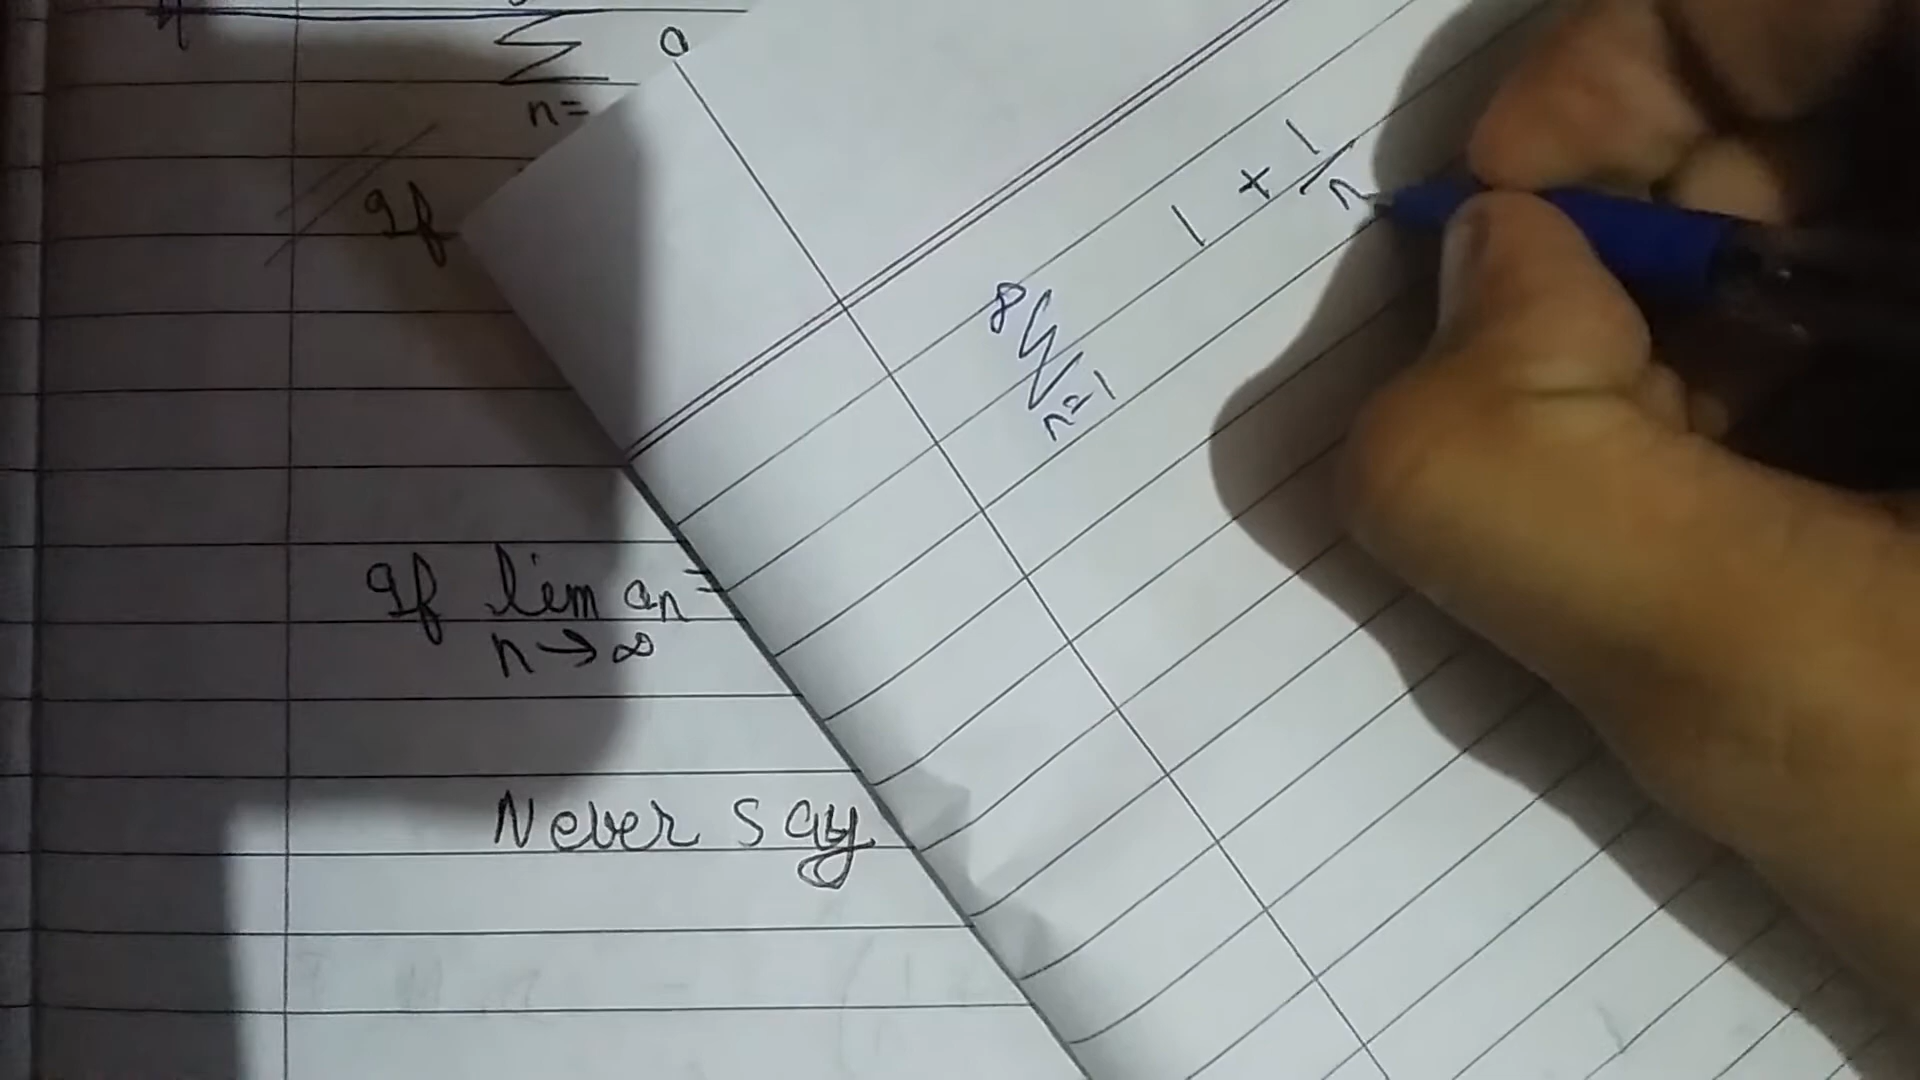 ∑
n=
If
If lim an =
n→∞
Never say
∞
∑ 1 + 1/n
n=1